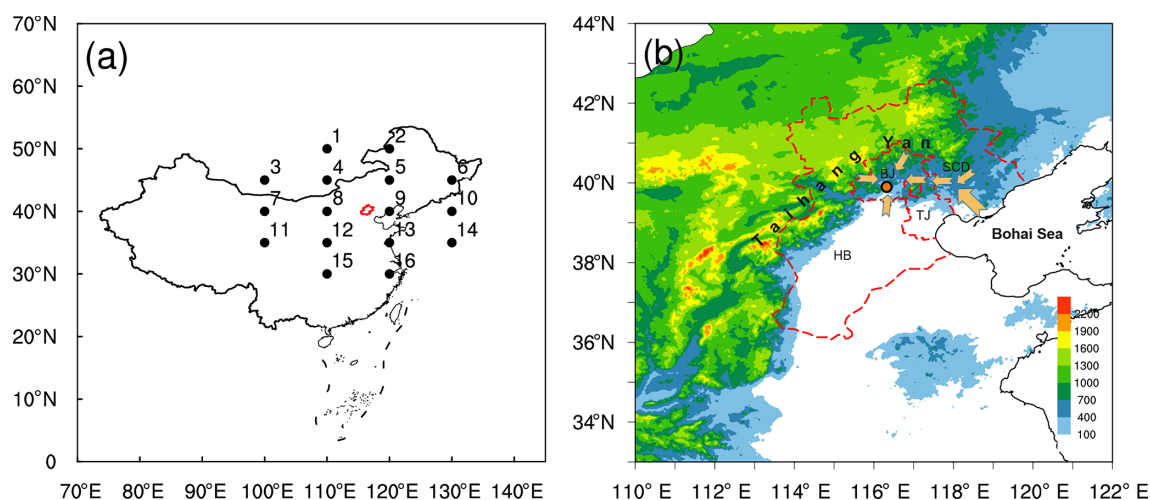 (a)
70°N
60°N
50°N
40°N
30°N
20°N
10°N
0
70°E
80°E
90°E
100°E
110°E
120°E
130°E
140°E
1
2
3
4
5
6
7
8
9
10
11
12
13
14
15
16
(b)
44°N
42°N
40°N
38°N
36°N
34°N
110° E
112° E
114° E
116° E
118° E
120° E
122° E
Yan
Taihang
BJ
SCD
TJ
HB
Bohai Sea
2200
1900
1600
1300
1000
700
400
100